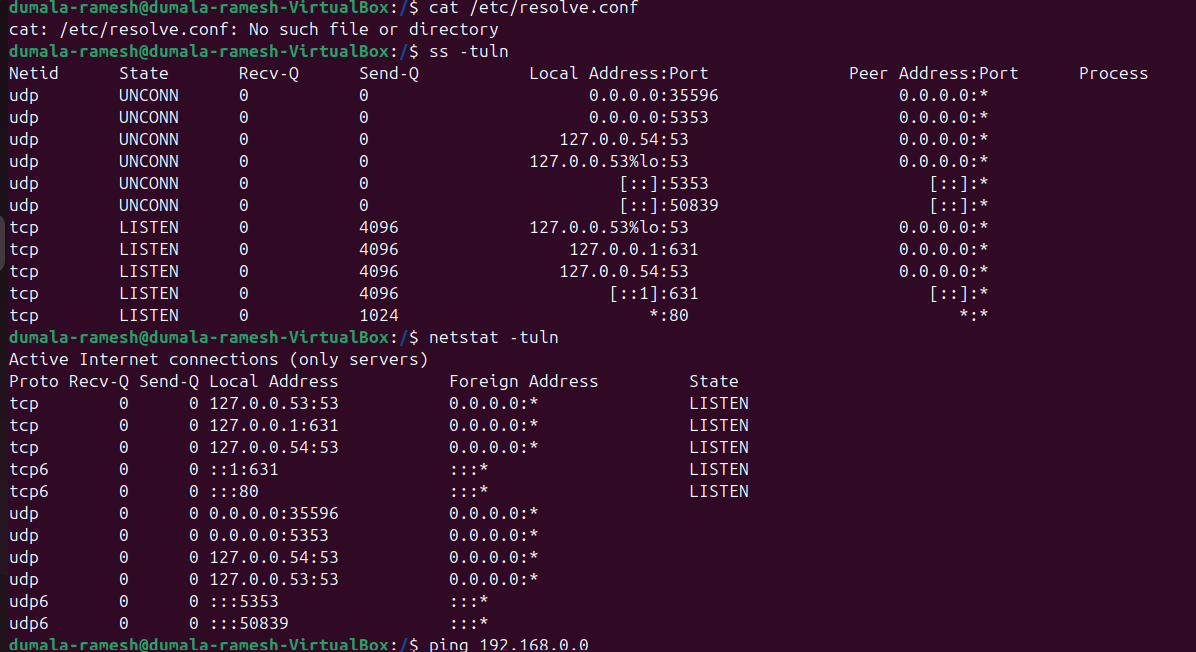 dumala-ramesh@dumala-ramesh-VirtualBox:/$ cat /etc/resolve.conf
cat: /etc/resolve.conf: No such file or directory
dumala-ramesh@dumala-ramesh-VirtualBox:/$ ss -tuln
Netid State Recv-Q Send-Q Local Address:Port Peer Address:Port Process
udp UNCONN 0 0 0.0.0.0:35596 0.0.0.0:*
udp UNCONN 0 0 0.0.0.0:5353 0.0.0.0:*
udp UNCONN 0 0 127.0.0.54:53 0.0.0.0:*
udp UNCONN 0 0 127.0.0.53%lo:53 0.0.0.0:*
udp UNCONN 0 0 [::]:5353 [::]:*
udp UNCONN 0 0 [::]:50839 [::]:*
tcp LISTEN 0 4096 127.0.0.53%lo:53 0.0.0.0:*
tcp LISTEN 0 4096 127.0.0.1:631 0.0.0.0:*
tcp LISTEN 0 4096 127.0.0.54:53 0.0.0.0:*
tcp LISTEN 0 4096 [::1]:631 [::]:*
tcp LISTEN 0 1024 *:80 *:*
dumala-ramesh@dumala-ramesh-VirtualBox:/$ netstat -tuln
Active Internet connections (only servers)
Proto Recv-Q Send-Q Local Address Foreign Address State
tcp 0 0 127.0.0.53:53 0.0.0.0:* LISTEN
tcp 0 0 127.0.0.1:631 0.0.0.0:* LISTEN
tcp 0 0 127.0.0.54:53 0.0.0.0:* LISTEN
tcp6 0 0 ::1:631 :::* LISTEN
tcp6 0 0 :::80 :::* LISTEN
udp 0 0 0.0.0.0:35596 0.0.0.0:*
udp 0 0 0.0.0.0:5353 0.0.0.0:*
udp 0 0 127.0.0.54:53 0.0.0.0:*
udp 0 0 127.0.0.53:53 0.0.0.0:*
udp6 0 0 :::5353 :::*
udp6 0 0 :::50839 :::*
dumala-ramesh@dumala-ramesh-VirtualBox:/$ ping 192.168.0.0